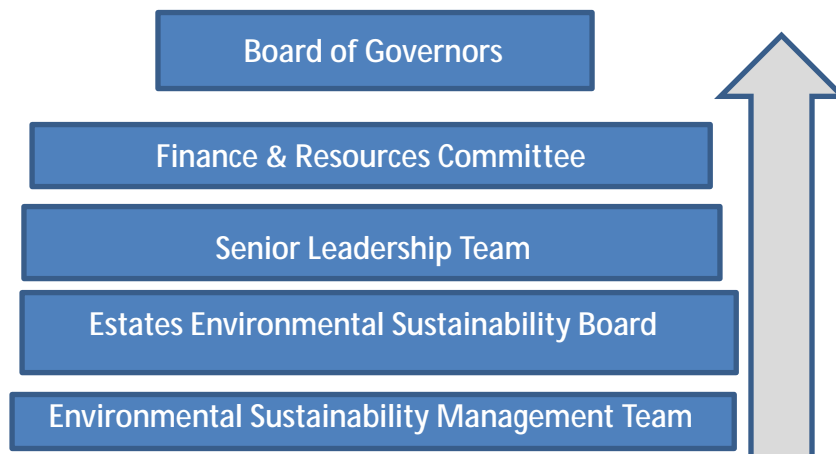 Board of Governors
Finance & Resources Committee
Senior Leadership Team
Estates Environmental Sustainability Board
Environmental Sustainability Management Team